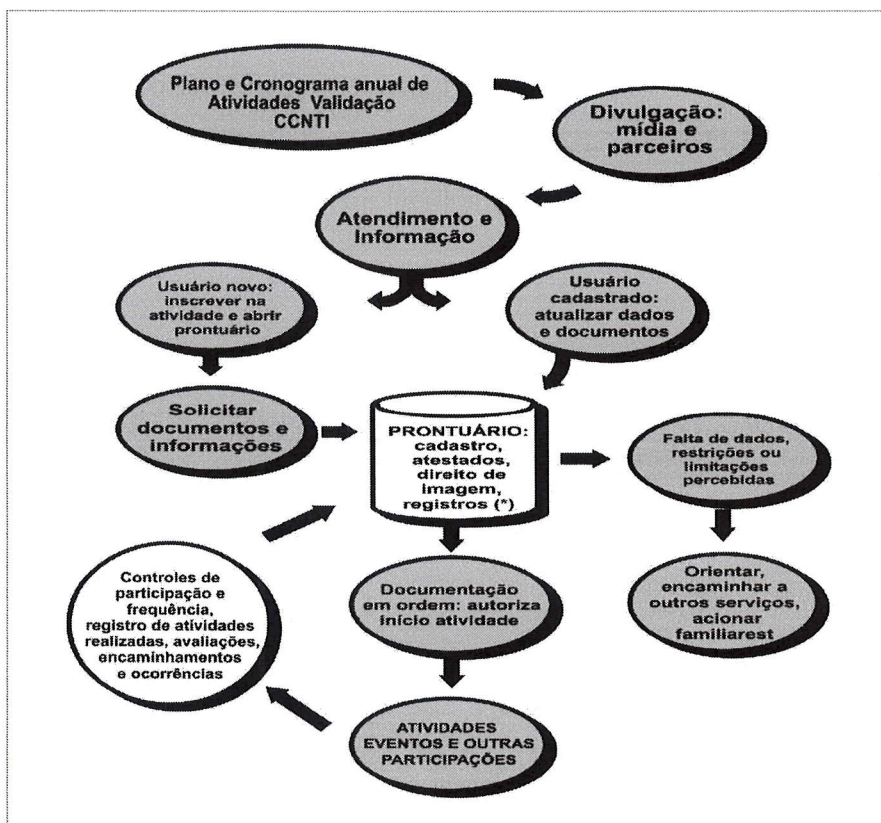 Plano e Cronograma anual de
Atividades Validação
CCNTI
Divulgação:
mídia e
parceiros
Atendimento e
Informação
Usuário novo:
inscrever na
atividade e abrir
prontuário
Usuário
cadastrado:
atualizar dados
e documentos
Solicitar
documentos e
informações
PRONTUÁRIO:
cadastro,
atestados,
direito de
imagem,
registros (*)
Falta de dados,
restrições ou
limitações
percebidas
Controles de
participação e
frequência,
registro de atividades
realizadas, avaliações,
encaminhamentos
e ocorrências
Documentação
em ordem: autoriza
início atividade
Orientar,
encaminhar a
outros serviços,
acionar
familiarest
ATIVIDADES
EVENTOS E OUTRAS
PARTICIPAÇÕES